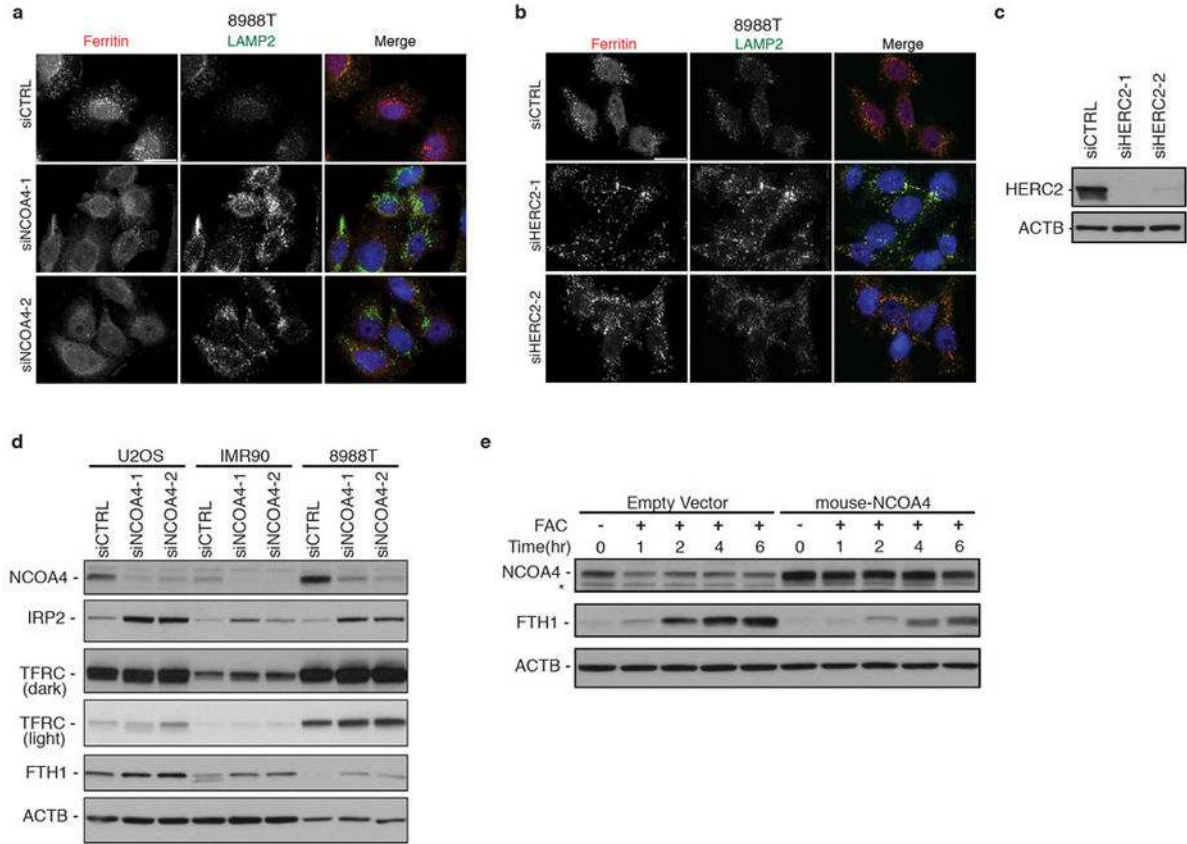 a
8988T
Ferritin LAMP2 Merge
siCTRL
siNCOA4-1
siNCOA4-2
b
8988T
Ferritin LAMP2 Merge
siCTRL
siHERC2-1
siHERC2-2
c
siCTRL
siHERC2-1
siHERC2-2
HERC2
ACTB
d
U2OS IMR90 8988T
siCTRL siNCOA4-1 siNCOA4-2 siCTRL siNCOA4-1 siNCOA4-2 siCTRL siNCOA4-1 siNCOA4-2
NCOA4 -
IRP2 -
TFRC -
(dark)
TFRC -
(light)
FTH1 -
ACTB -
e
Empty Vector mouse-NCOA4
FAC - + + + + - + + + +
Time(hr) 0 1 2 4 6 0 1 2 4 6
NCOA4 -
*
FTH1 -
ACTB -